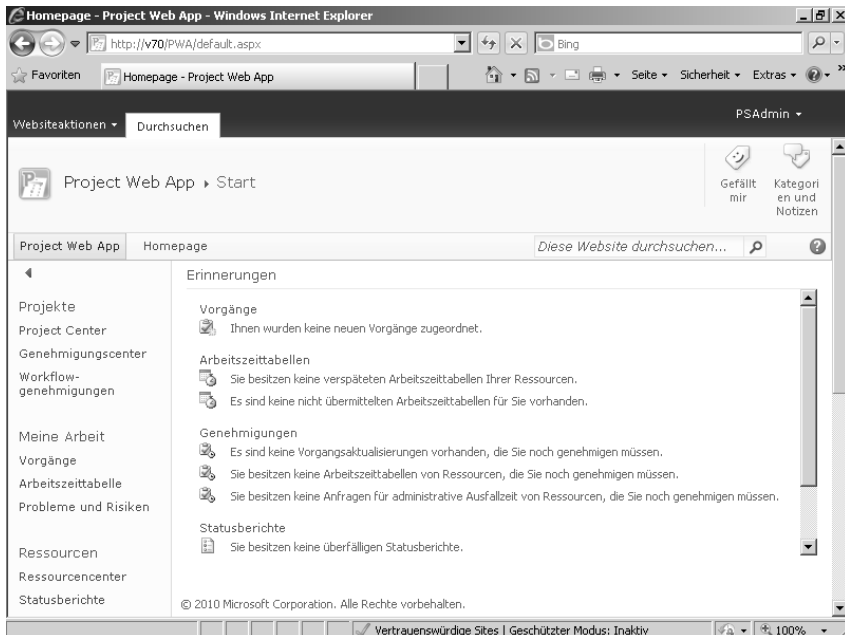 Homepage - Project Web App - Windows Internet Explorer
http://v70/PWA/default.aspx
Bing
Favoriten
Homepage - Project Web App
Seite
Sicherheit
Extras
Websiteaktionen
Durchsuchen
PSAdmin
Project Web App
Start
Gefällt
mir
Kategori
en und
Notizen
Project Web App
Homepage
Diese Website durchsuchen...
Erinnerungen
Projekte
Project Center
Genehmigungscenter
Workflow-
genehmigungen
Meine Arbeit
Vorgänge
Arbeitszeittabelle
Probleme und Risiken
Ressourcen
Ressourcencenter
Statusberichte
Vorgänge
Ihnen wurden keine neuen Vorgänge zugeordnet.
Arbeitszeittabellen
Sie besitzen keine verspäteten Arbeitszeittabellen Ihrer Ressourcen.
Es sind keine nicht übermittelten Arbeitszeittabellen für Sie vorhanden.
Genehmigungen
Es sind keine Vorgangsaktualisierungen vorhanden, die Sie noch genehmigen müssen.
Sie besitzen keine Arbeitszeittabellen von Ressourcen, die Sie noch genehmigen müssen.
Sie besitzen keine Anfragen für administrative Ausfallzeit von Ressourcen, die Sie noch genehmigen müssen.
Statusberichte
Sie besitzen keine überfälligen Statusberichte.
© 2010 Microsoft Corporation. Alle Rechte vorbehalten.
Vertrauenswürdige Sites | Geschützter Modus: Inaktiv
100%